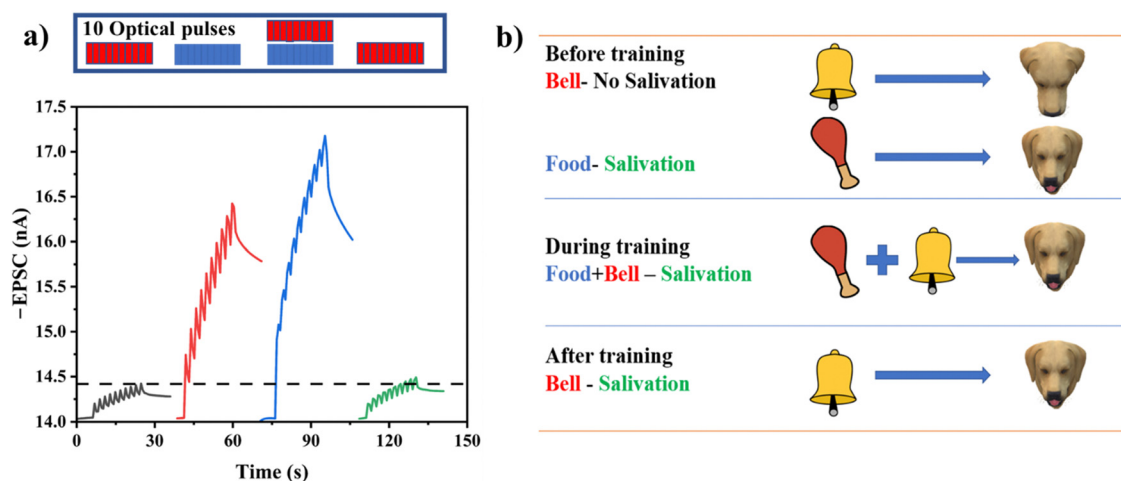 a)
10 Optical pulses
−EPSC (nA)
17.5
17.0
16.5
16.0
15.5
15.0
14.5
14.0
0 30 60 90 120 150
Time (s)
b)
Before training
Bell- No Salivation
Food- Salivation
During training
Food+Bell – Salivation
After training
Bell - Salivation